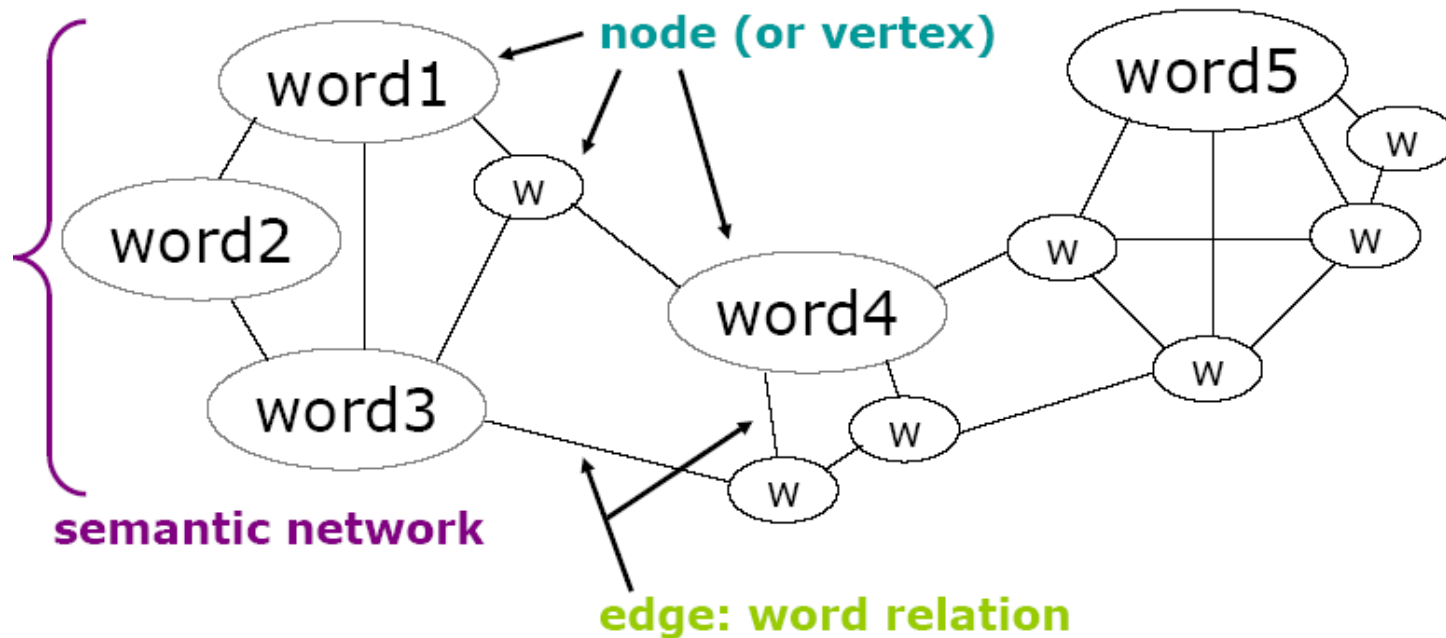 node (or vertex)
word1
word5
w
w
word2
w
w
word4
w
word3
w
w
semantic network
edge: word relation